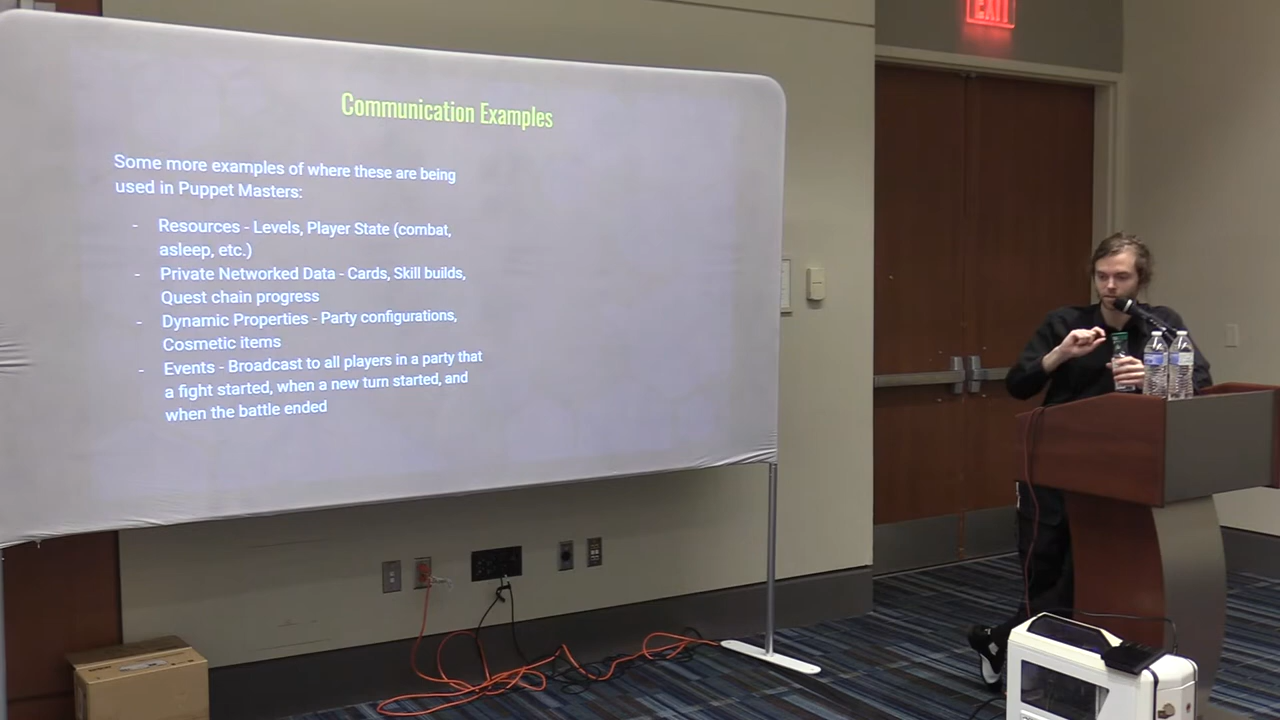 EXIT
Communication Examples
Some more examples of where these are being
used in Puppet Masters:
- Resources - Levels, Player State (combat,
asleep, etc.)
- Private Networked Data - Cards, Skill builds,
Quest chain progress
- Dynamic Properties - Party configurations,
Cosmetic items
- Events - Broadcast to all players in a party that
a fight started, when a new turn started, and
when the battle ended